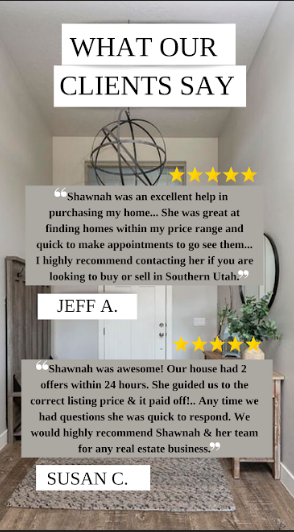 WHAT OUR
CLIENTS SAY
“Shawnah was an excellent help in
purchasing my home... She was great at
finding homes within my price range and
quick to make appointments to go see them...
I highly recommend contacting her if you are
looking to buy or sell in Southern Utah.”
JEFF A.
“Shawnah was awesome! Our house had 2
offers within 24 hours. She guided us to the
correct listing price & it paid off!.. Any time we
had questions she was quick to respond. We
would highly recommend Shawnah & her team
for any real estate business.”
SUSAN C.